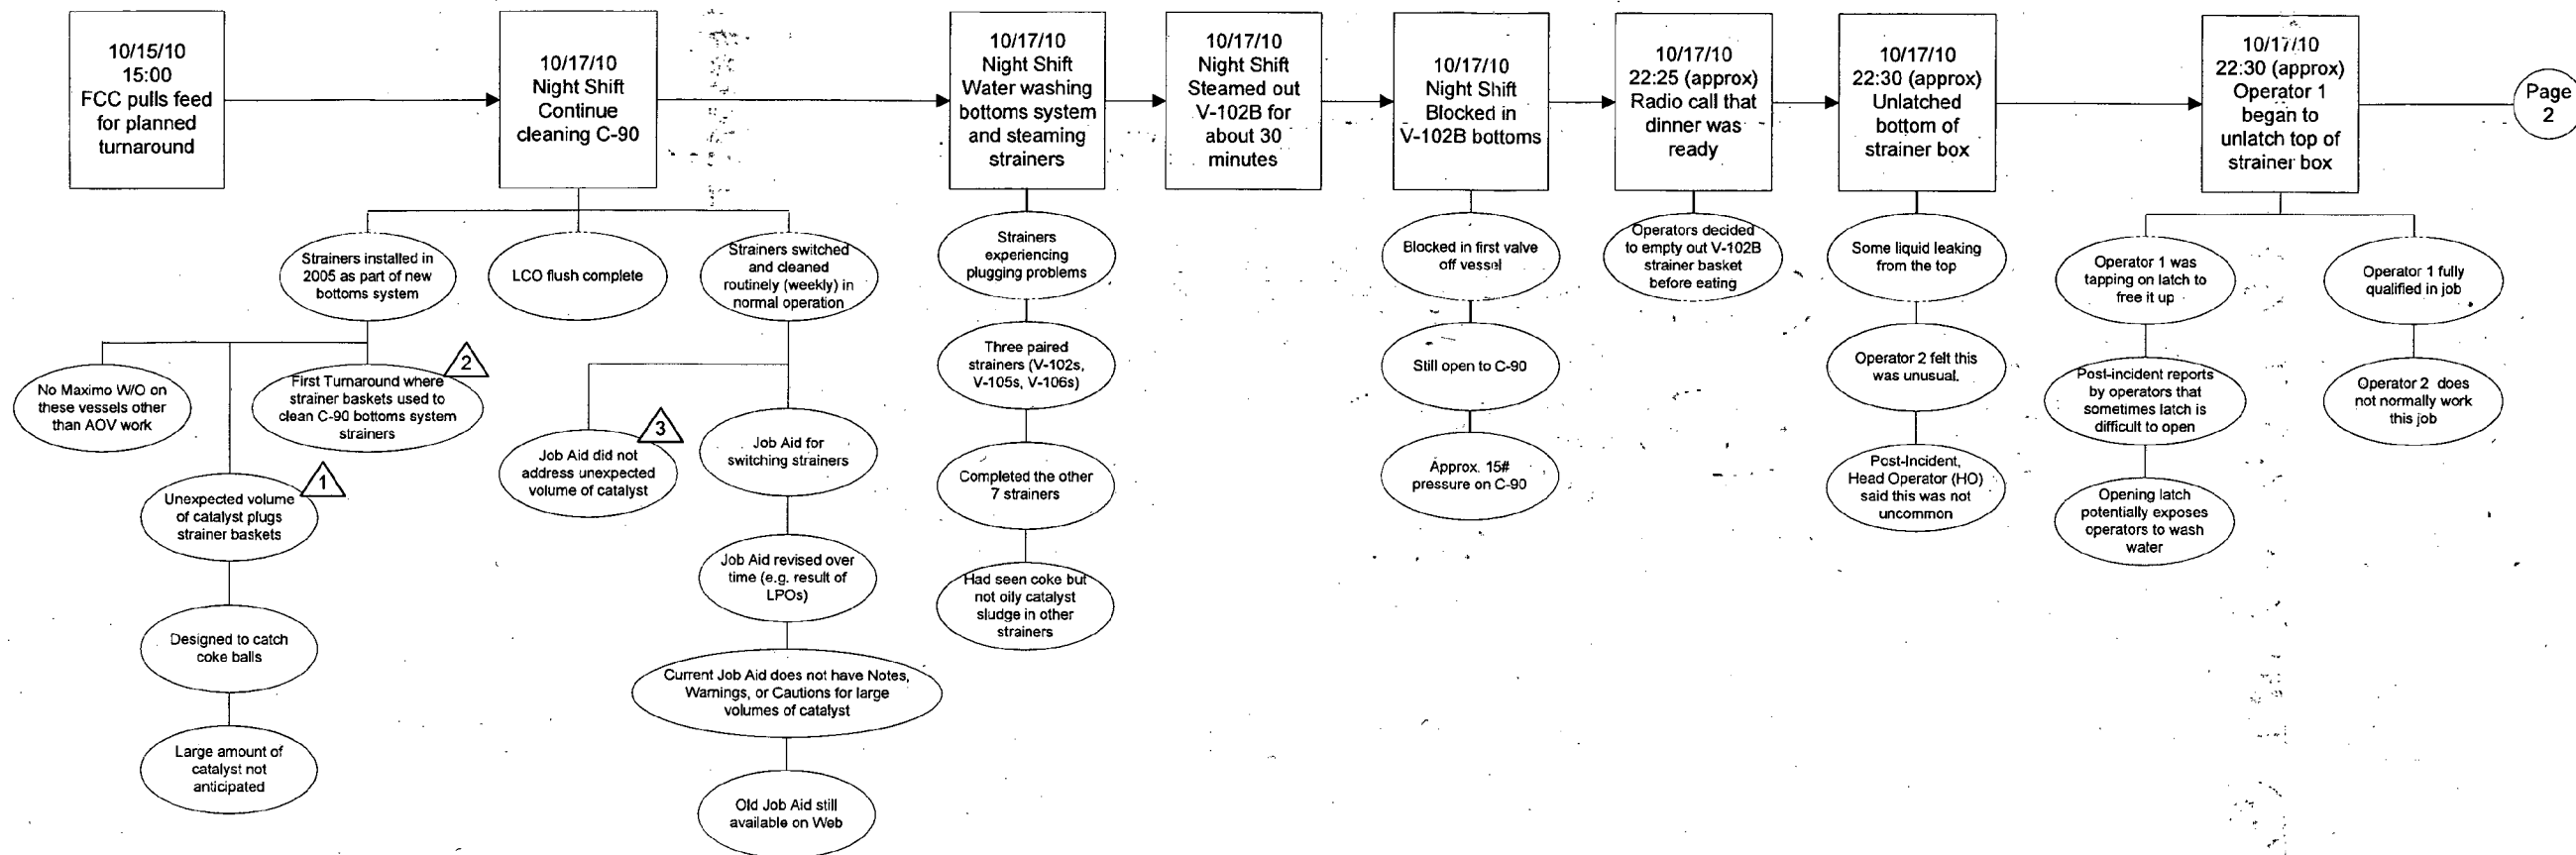 10/15/10
15:00
FCC pulls feed
for planned
turnaround
10/17/10
Night Shift
Continue
cleaning C-90
10/17/10
Night Shift
Water washing
bottoms system
and steaming
strainers
10/17/10
Night Shift
Steamed out
V-102B for
about 30
minutes
10/17/10
Night Shift
Blocked in
V-102B bottoms
10/17/10
22:25 (approx)
Radio call that
dinner was
ready
10/17/10
22:30 (approx)
Unlatched
bottom of
strainer box
10/17/10
22:30 (approx)
Operator 1
began to
unlatch top of
strainer box
Page
2
Strainers installed in
2005 as part of new
bottoms system
No Maximo W/O on
these vessels other
than AOV work
2
First Turnaround where
strainer baskets used to
clean C-90 bottoms system
strainers
1
Unexpected volume
of catalyst plugs
strainer baskets
Designed to catch
coke balls
Large amount of
catalyst not
anticipated
LCO flush complete
Strainers switched
and cleaned
routinely (weekly) in
normal operation
3
Job Aid did not
address unexpected
volume of catalyst
Job Aid for
switching strainers
Job Aid revised over
time (e.g. result of
LPOs)
Current Job Aid does not have Notes,
Warnings, or Cautions for large
volumes of catalyst
Old Job Aid still
available on Web
Strainers
experiencing
plugging problems
Three paired
strainers (V-102s,
V-105s, V-106s)
Completed the other
7 strainers
Had seen coke but
not oily catalyst
sludge in other
strainers
Blocked in first valve
off vessel
Still open to C-90
Approx. 15#
pressure on C-90
Operators decided
to empty out V-102B
strainer basket
before eating
Some liquid leaking
from the top
Operator 2 felt this
was unusual.
Post-Incident,
Head Operator (HO)
said this was not
uncommon
Operator 1 was
tapping on latch to
free it up
Post-incident reports
by operators that
sometimes latch is
difficult to open
Opening latch
potentially exposes
operators to wash
water
Operator 1 fully
qualified in job
Operator 2 does
not normally work
this job